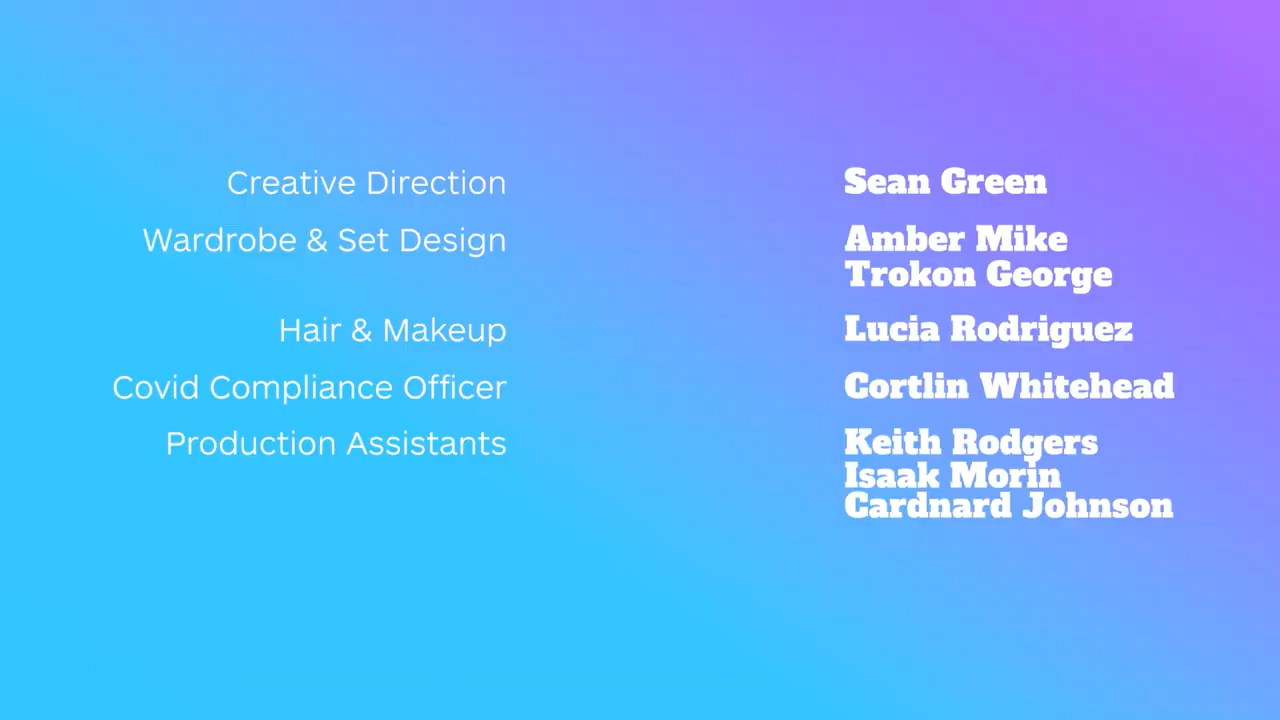 Creative Direction Sean Green
Wardrobe & Set Design Amber Mike
Trokon George
Hair & Makeup Lucia Rodriguez
Covid Compliance Officer Cortlin Whitehead
Production Assistants Keith Rodgers
Isaak Morin
Cardnard Johnson